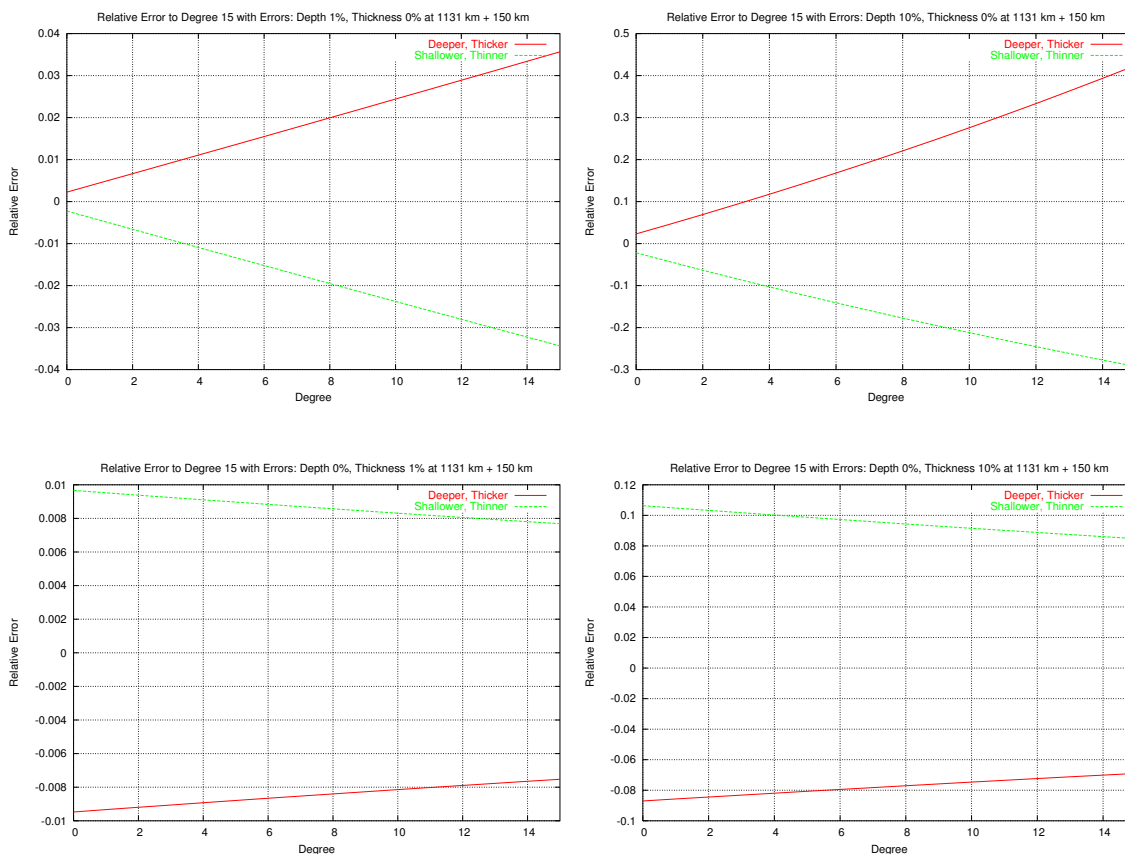 Relative Error to Degree 15 with Errors: Depth 1%, Thickness 0% at 1131 km + 150 km
0.04
0.03
0.02
0.01
0
-0.01
-0.02
-0.03
-0.04
Relative Error
Deeper, Thicker
Shallower, Thinner
0 2 4 6 8 10 12 14
Degree
Relative Error to Degree 15 with Errors: Depth 10%, Thickness 0% at 1131 km + 150 km
0.5
0.4
0.3
0.2
0.1
0
-0.1
-0.2
-0.3
Relative Error
Deeper, Thicker
Shallower, Thinner
0 2 4 6 8 10 12 14
Degree
Relative Error to Degree 15 with Errors: Depth 0%, Thickness 1% at 1131 km + 150 km
0.01
0.008
0.006
0.004
0.002
0
-0.002
-0.004
-0.006
-0.008
-0.01
Relative Error
Deeper, Thicker
Shallower, Thinner
0 2 4 6 8 10 12 14
Degree
Relative Error to Degree 15 with Errors: Depth 0%, Thickness 10% at 1131 km + 150 km
0.12
0.1
0.08
0.06
0.04
0.02
0
-0.02
-0.04
-0.06
-0.08
-0.1
Relative Error
Deeper, Thicker
Shallower, Thinner
0 2 4 6 8 10 12 14
Degree